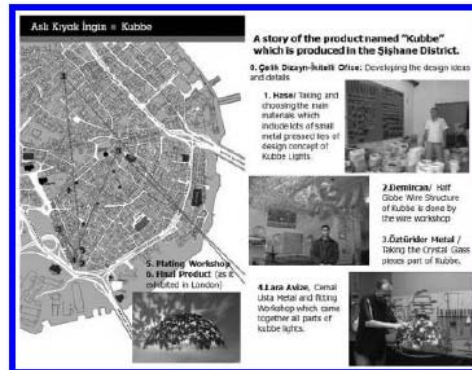 Aslı Kıyak İngin = Kubbe
A story of the product named "Kubbe"
which is produced in the Şişhane District.
0. Çelik Dizayn-İkitelli Ofise: Developing the design ideas
and details
1. Hase/ Taking and
choosing the main
materials which
include lots of small
metal pressed lies of
design concept of
Kubbe Lights.
2.Demircan/ Half
Globe Wire Structure
of Kubbe is done by
the wire workshop
3.Öztürkler Metal /
Taking the Crystal Glass
pieces part of Kubbe.
4.Lara Avize, Cemal
Usta Metal and fitting
Workshop which came
together all parts of
kubbe lights.
5. Plating Workshop
6. Final Product (as it
exhibited in London)